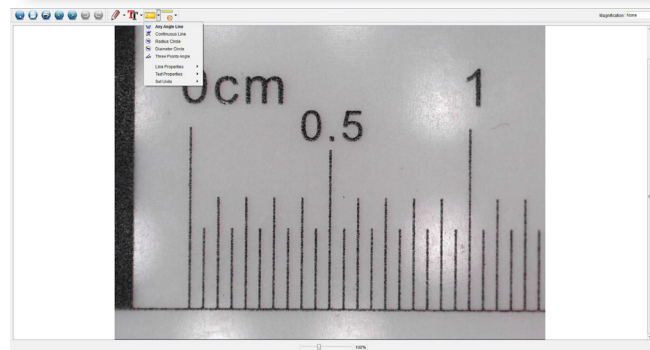 Magnification: None
Any Angle Line
Continuous Line
Radius Circle
Diameter Circle
Three Points Angle
Line Properties
Text Properties
Set Units
0cm
0.5
1
100%